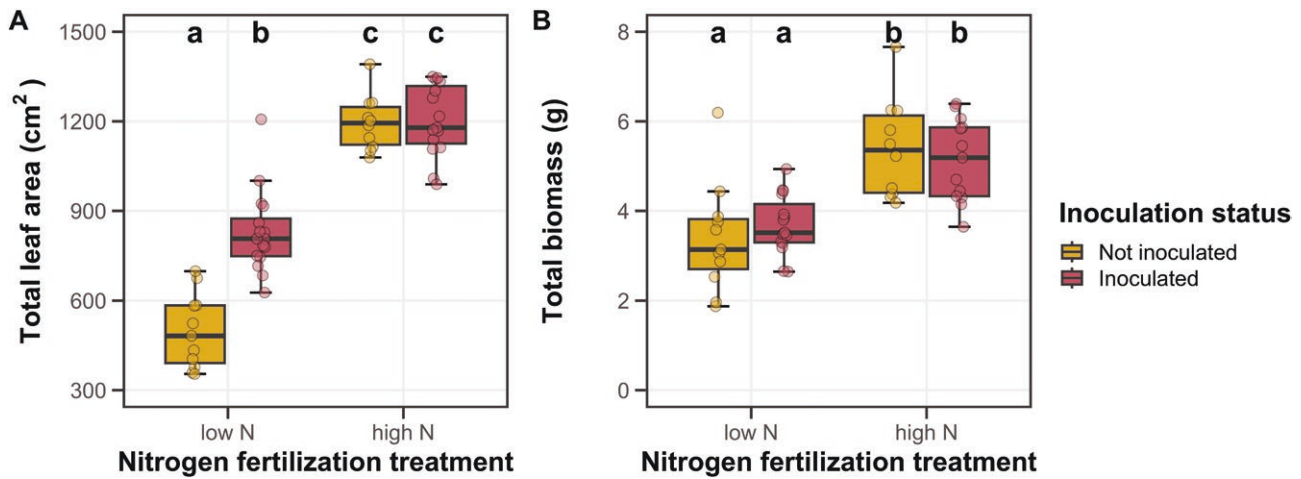 A
Total leaf area (cm²)
1500
1200
900
600
300
a b c c
low N high N
Nitrogen fertilization treatment
B
Total biomass (g)
8
6
4
2
0
a a b b
low N high N
Nitrogen fertilization treatment
Inoculation status
Not inoculated
Inoculated